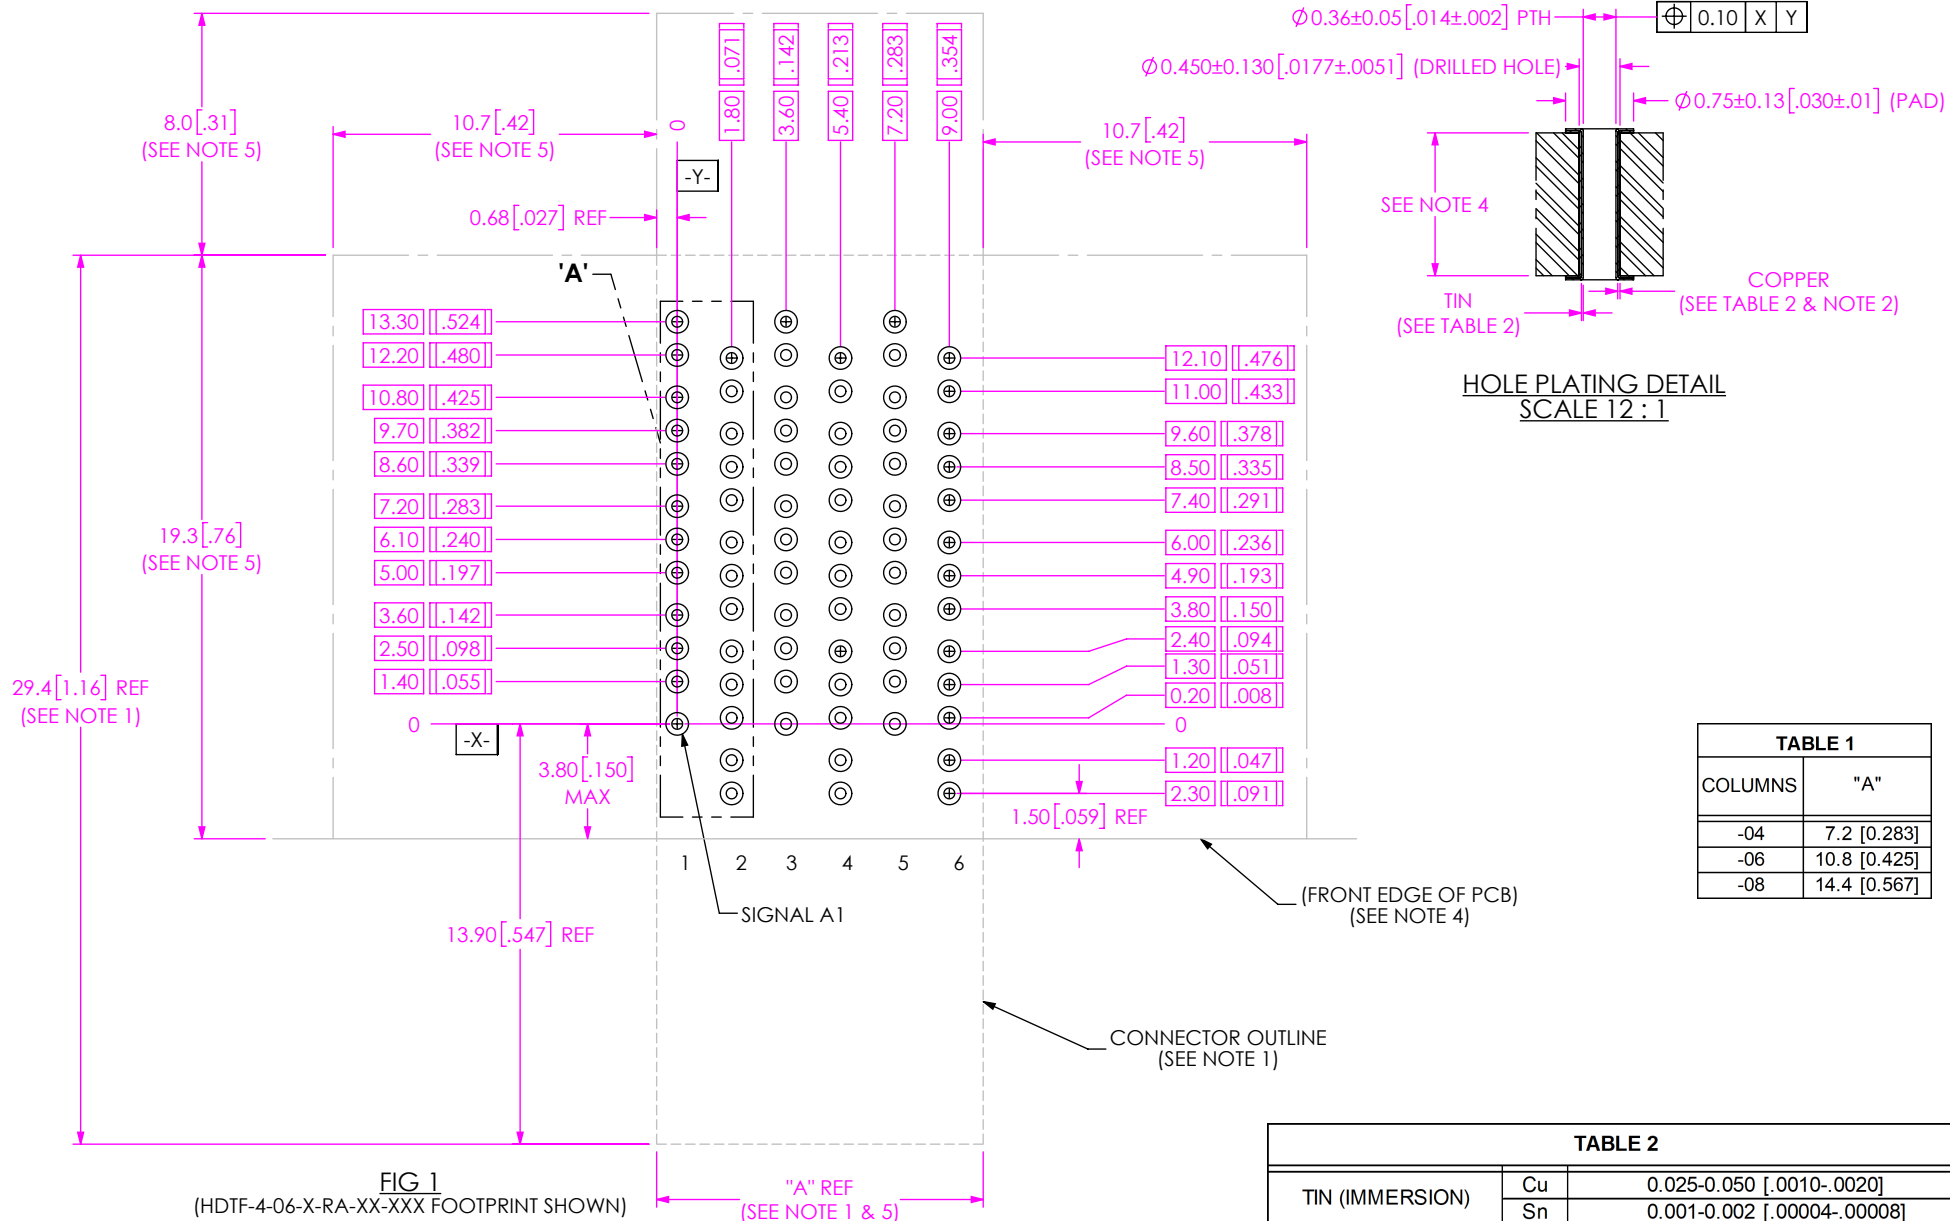 Ø0.36±0.05[.014±.002] PTH
⌖ 0.10 X Y
Ø0.450±0.130[.0177±.0051] (DRILLED HOLE)
Ø0.75±0.13[.030±.01] (PAD)
SEE NOTE 4
TIN
(SEE TABLE 2)
COPPER
(SEE TABLE 2 & NOTE 2)
HOLE PLATING DETAIL
SCALE 12 : 1
8.0[.31]
(SEE NOTE 5)
10.7[.42]
(SEE NOTE 5)
0
1.80 [.071]
3.60 [.142]
5.40 [.213]
7.20 [.283]
9.00 [.354]
10.7[.42]
(SEE NOTE 5)
-Y-
0.68[.027] REF
'A'
13.30 [.524]
12.20 [.480]
10.80 [.425]
9.70 [.382]
8.60 [.339]
7.20 [.283]
6.10 [.240]
5.00 [.197]
3.60 [.142]
2.50 [.098]
1.40 [.055]
0
-X-
12.10 [.476]
11.00 [.433]
9.60 [.378]
8.50 [.335]
7.40 [.291]
6.00 [.236]
4.90 [.193]
3.80 [.150]
2.40 [.094]
1.30 [.051]
0.20 [.008]
0
1.20 [.047]
2.30 [.091]
19.3[.76]
(SEE NOTE 5)
29.4[1.16] REF
(SEE NOTE 1)
3.80[.150]
MAX
1.50[.059] REF
1 2 3 4 5 6
SIGNAL A1
13.90[.547] REF
(FRONT EDGE OF PCB)
(SEE NOTE 4)
CONNECTOR OUTLINE
(SEE NOTE 1)
TABLE 1
COLUMNS "A"
-04 7.2 [0.283]
-06 10.8 [0.425]
-08 14.4 [0.567]
FIG 1
(HDTF-4-06-X-RA-XX-XXX FOOTPRINT SHOWN)
"A" REF
(SEE NOTE 1 & 5)
TABLE 2
TIN (IMMERSION) Cu 0.025-0.050 [.0010-.0020]
Sn 0.001-0.002 [.00004-.00008]